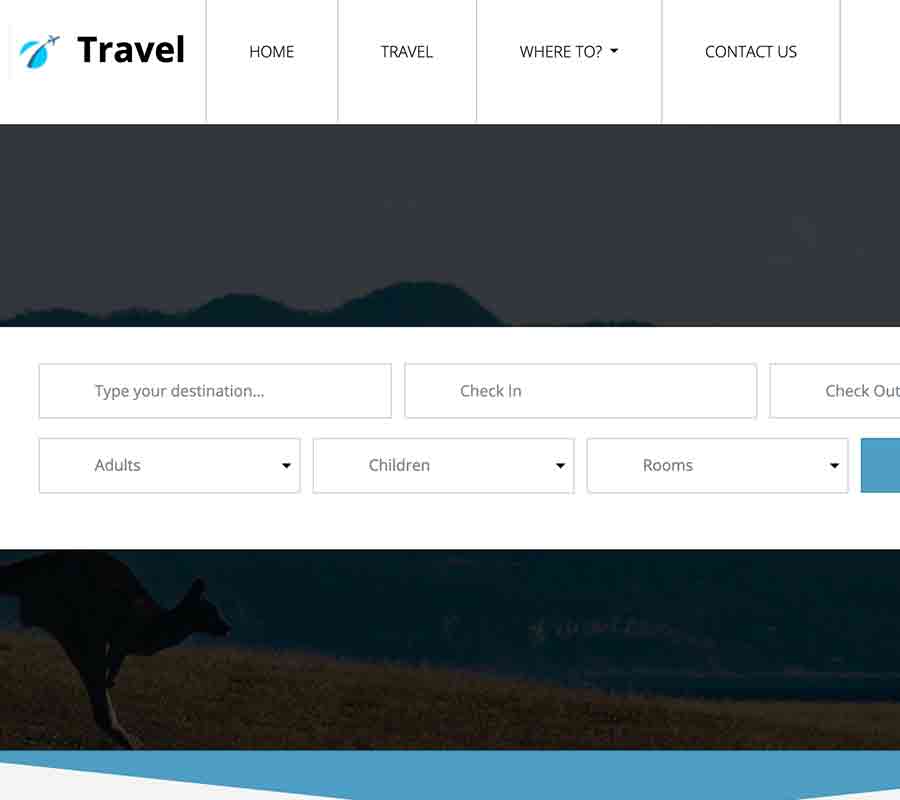 Travel
HOME
TRAVEL
WHERE TO?
CONTACT US
Type your destination...
Check In
Check Out
Adults
Children
Rooms